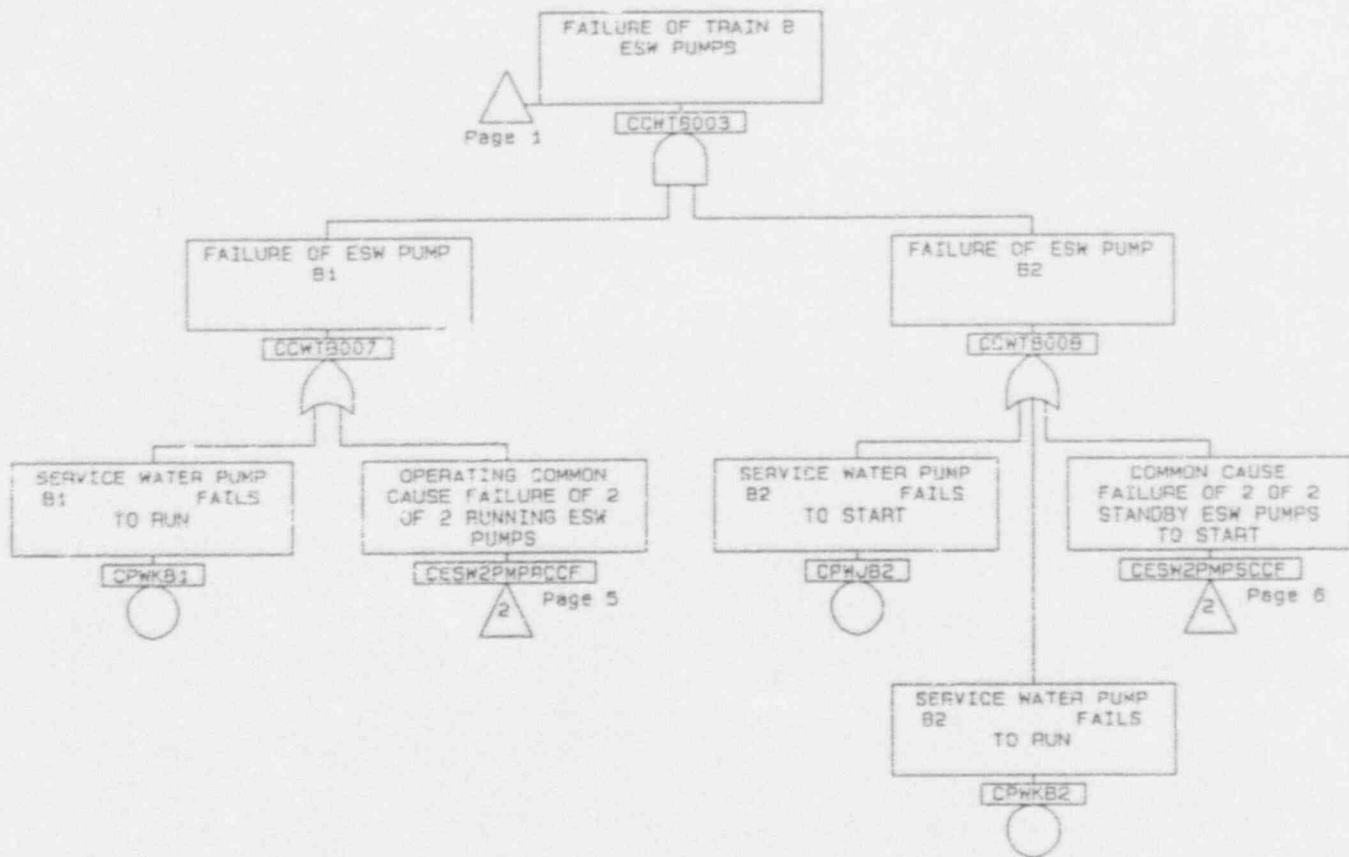 FAILURE OF TRAIN B
ESW PUMPS
Page 1
CCWTB003
FAILURE OF ESW PUMP
B1
CCWTB007
FAILURE OF ESW PUMP
B2
CCWTB008
SERVICE WATER PUMP
B1 FAILS
TO RUN
CPWKB1
OPERATING COMMON
CAUSE FAILURE OF 2
OF 2 RUNNING ESW
PUMPS
CESW2PMPRCCF
2
Page 5
SERVICE WATER PUMP
B2 FAILS
TO START
CPWJB2
COMMON CAUSE
FAILURE OF 2 OF 2
STANDBY ESW PUMPS
TO START
CESW2PMPSCCF
2
Page 6
SERVICE WATER PUMP
B2 FAILS
TO RUN
CPWKB2